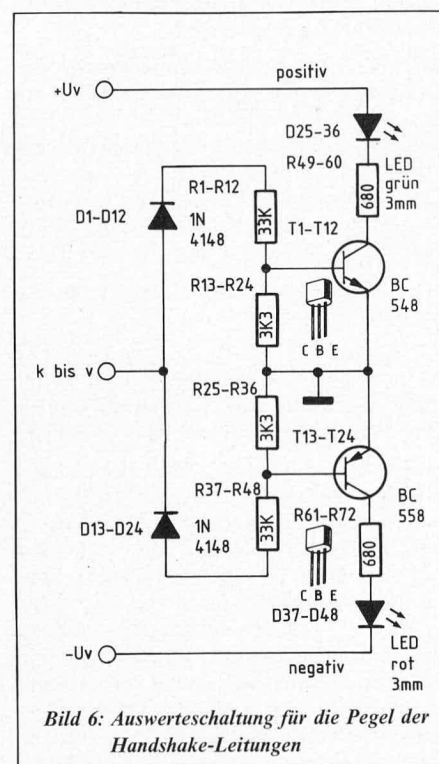 positiv
+Uv
D25-36
R49-60
LED
grün
3mm
R1-R12
D1-D12
1N
4148
33K
680
T1-T12
R13-R24
3K3
BC
548
C B E
k bis v
R25-R36
3K3
T13-T24
R37-R48
D13-D24
1N
4148
33K
R61-R72
BC
558
680
C B E
D37-D48
-Uv
negativ
LED
rot
3mm
Bild 6: Auswerteschaltung für die Pegel der
Handshake-Leitungen